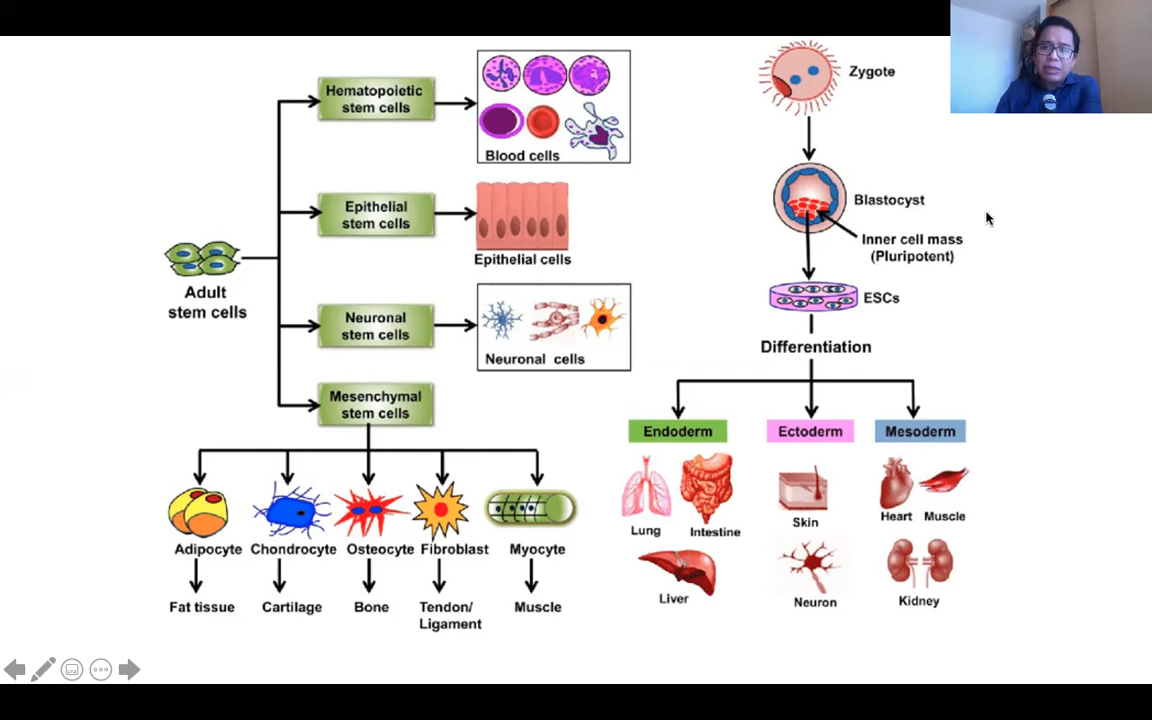 Hematopoietic
stem cells
Blood cells
Epithelial
stem cells
Epithelial cells
Adult
stem cells
Neuronal
stem cells
Neuronal cells
Mesenchymal
stem cells
Adipocyte
Chondrocyte
Osteocyte
Fibroblast
Myocyte
Fat tissue
Cartilage
Bone
Tendon/
Ligament
Muscle
Zygote
Blastocyst
Inner cell mass
(Pluripotent)
ESCs
Differentiation
Endoderm
Ectoderm
Mesoderm
Lung
Intestine
Liver
Skin
Neuron
Heart
Muscle
Kidney